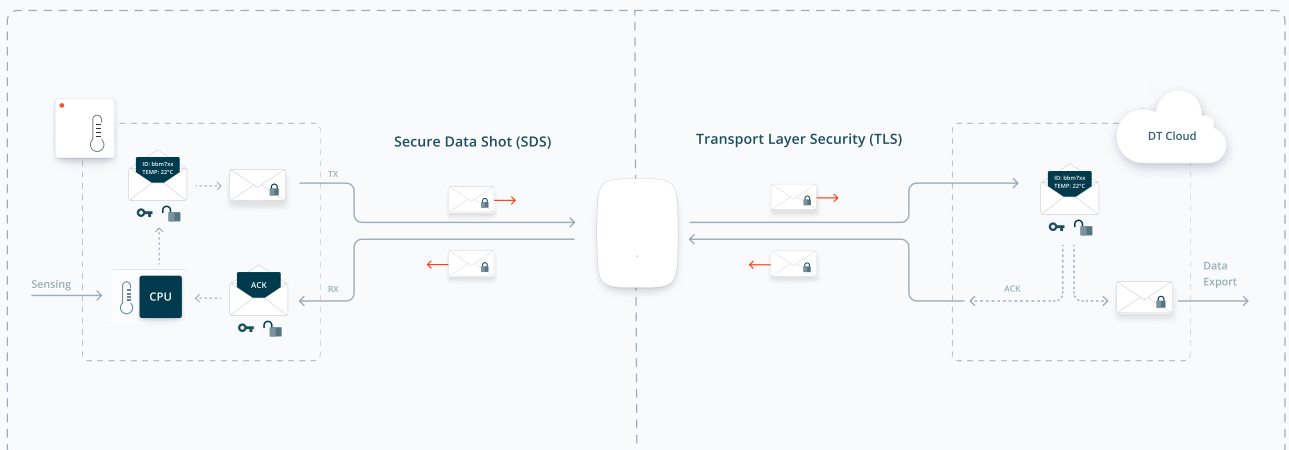 Secure Data Shot (SDS)
Transport Layer Security (TLS)
DT Cloud
ID: bbm7xx
TEMP: 22°C
TX
ID: bbm7xx
TEMP: 22°C
Sensing
CPU
ACK
RX
ACK
Data
Export